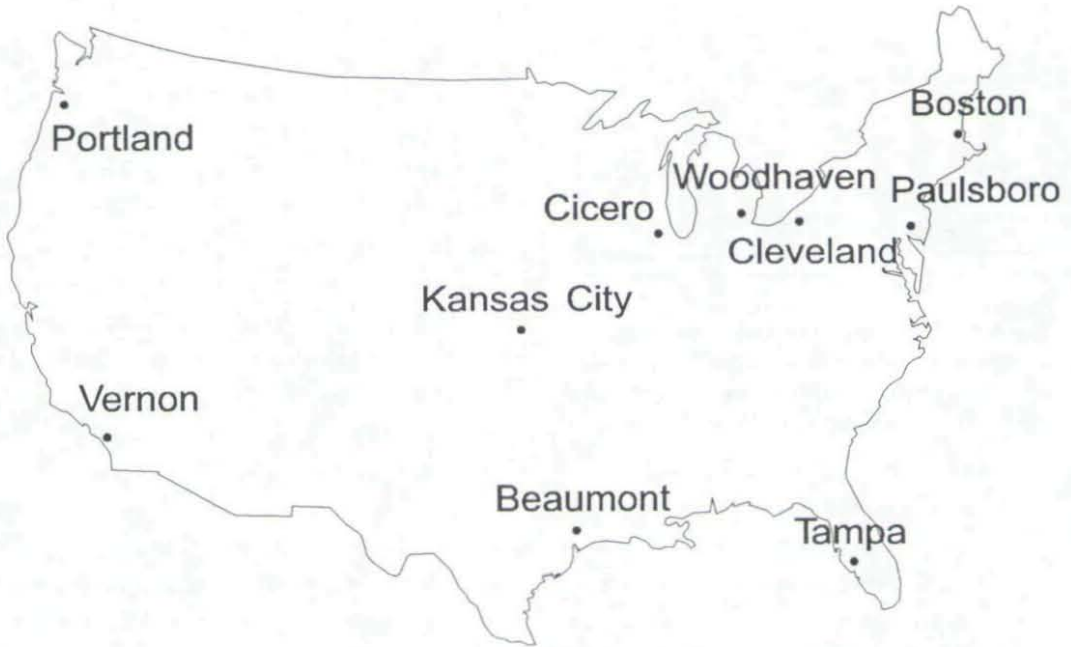 Boston
Portland
Woodhaven
Paulsboro
Cicero
Cleveland
Kansas City
Vernon
Beaumont
Tampa